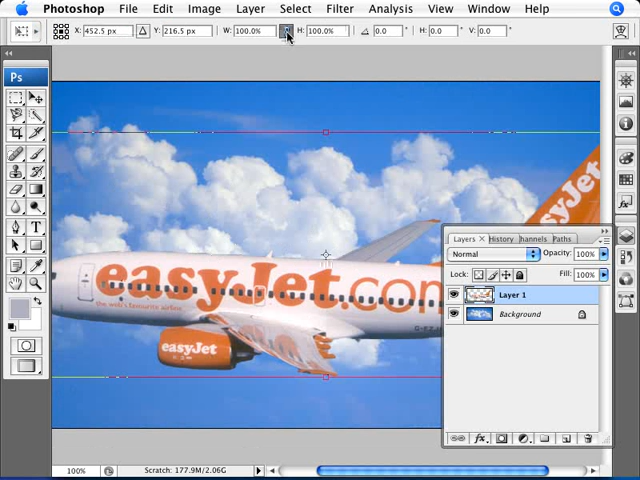 Photoshop File Edit Image Layer Select Filter Analysis View Window Help
X: 452.5 px Y: 216.5 px W: 100.0% H: 100.0% 0.0 H: 0.0 V: 0.0
Ps
easyJet
easyJet.com
the web's favourite airline
easyJet
Layers × History Channels Paths
Normal Opacity: 100%
Lock: Fill: 100%
Layer 1
Background
fx
100% Scratch: 177.9M/2.06G